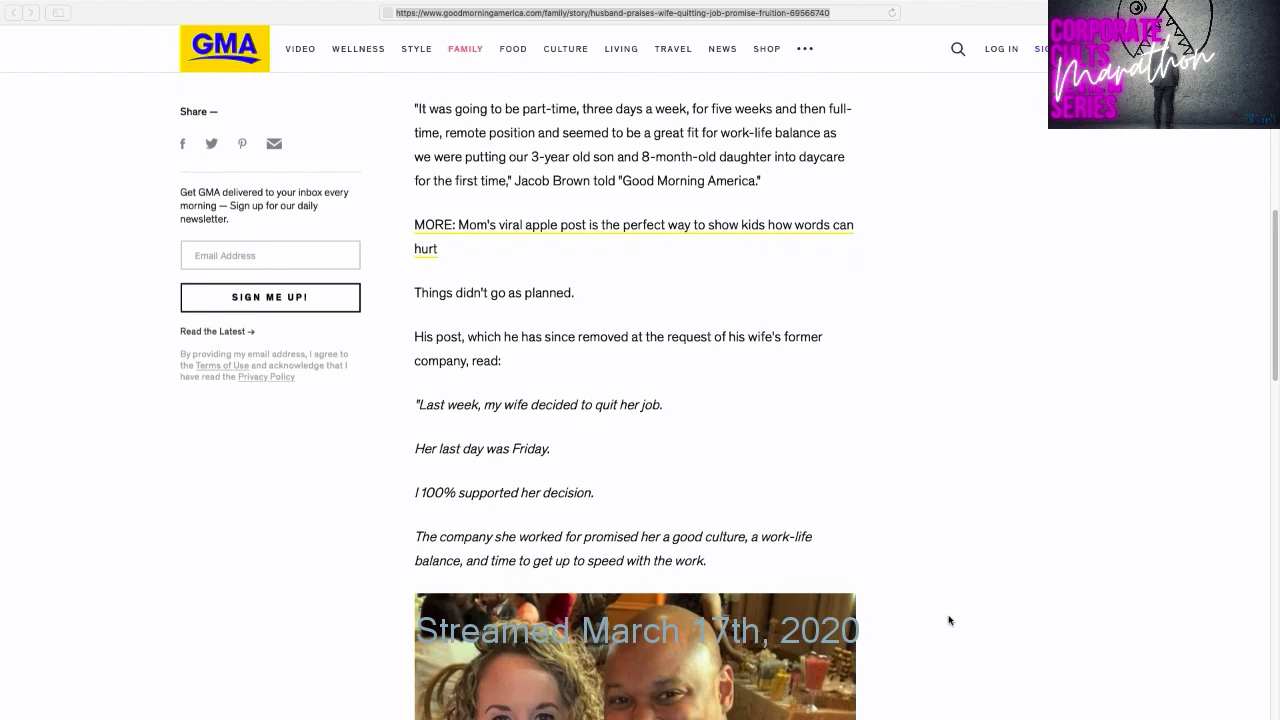 https://www.goodmorningamerica.com/family/story/husband-praises-wife-quitting-job-promise-fruition-69566740
GMA
VIDEO WELLNESS STYLE FAMILY FOOD CULTURE LIVING TRAVEL NEWS SHOP •••
LOG IN
CORPORATE
CULTS
Marathon
SERIES
Share —
Get GMA delivered to your inbox every
morning — Sign up for our daily
newsletter.
Email Address
SIGN ME UP!
Read the Latest →
By providing my email address, I agree to
the Terms of Use and acknowledge that I
have read the Privacy Policy
"It was going to be part-time, three days a week, for five weeks and then full-
time, remote position and seemed to be a great fit for work-life balance as
we were putting our 3-year old son and 8-month-old daughter into daycare
for the first time," Jacob Brown told "Good Morning America."
MORE: Mom's viral apple post is the perfect way to show kids how words can
hurt
Things didn't go as planned.
His post, which he has since removed at the request of his wife's former
company, read:
"Last week, my wife decided to quit her job.
Her last day was Friday.
I 100% supported her decision.
The company she worked for promised her a good culture, a work-life
balance, and time to get up to speed with the work.
Streamed March 17th, 2020